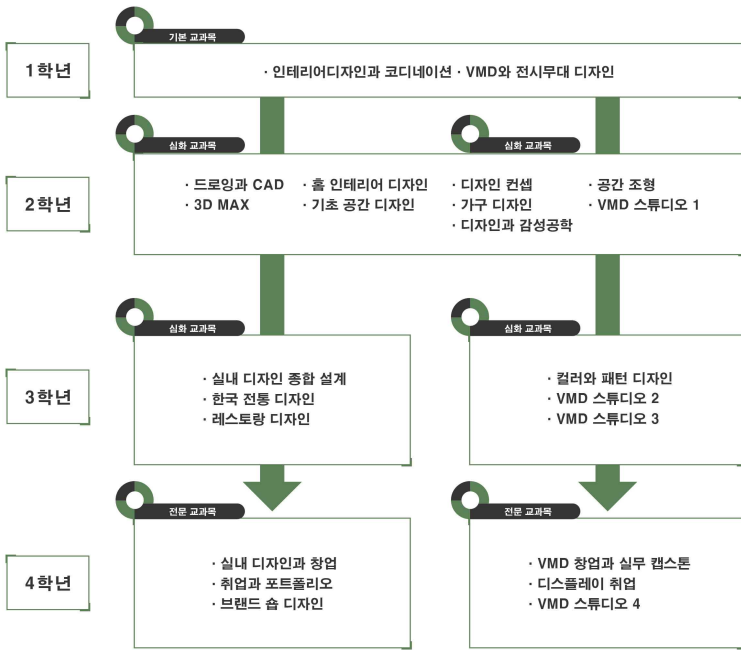 기본 교과목
1학년
· 인테리어디자인과 코디네이션 · VMD와 전시무대 디자인
심화 교과목
심화 교과목
2학년
· 드로잉과 CAD
· 3D MAX
· 홈 인테리어 디자인
· 기초 공간 디자인
· 디자인 컨셉
· 가구 디자인
· 디자인과 감성공학
· 공간 조형
· VMD 스튜디오 1
심화 교과목
심화 교과목
3학년
· 실내 디자인 종합 설계
· 한국 전통 디자인
· 레스토랑 디자인
· 컬러와 패턴 디자인
· VMD 스튜디오 2
· VMD 스튜디오 3
전문 교과목
전문 교과목
4학년
· 실내 디자인과 창업
· 취업과 포트폴리오
· 브랜드 숍 디자인
· VMD 창업과 실무 캡스톤
· 디스플레이 취업
· VMD 스튜디오 4